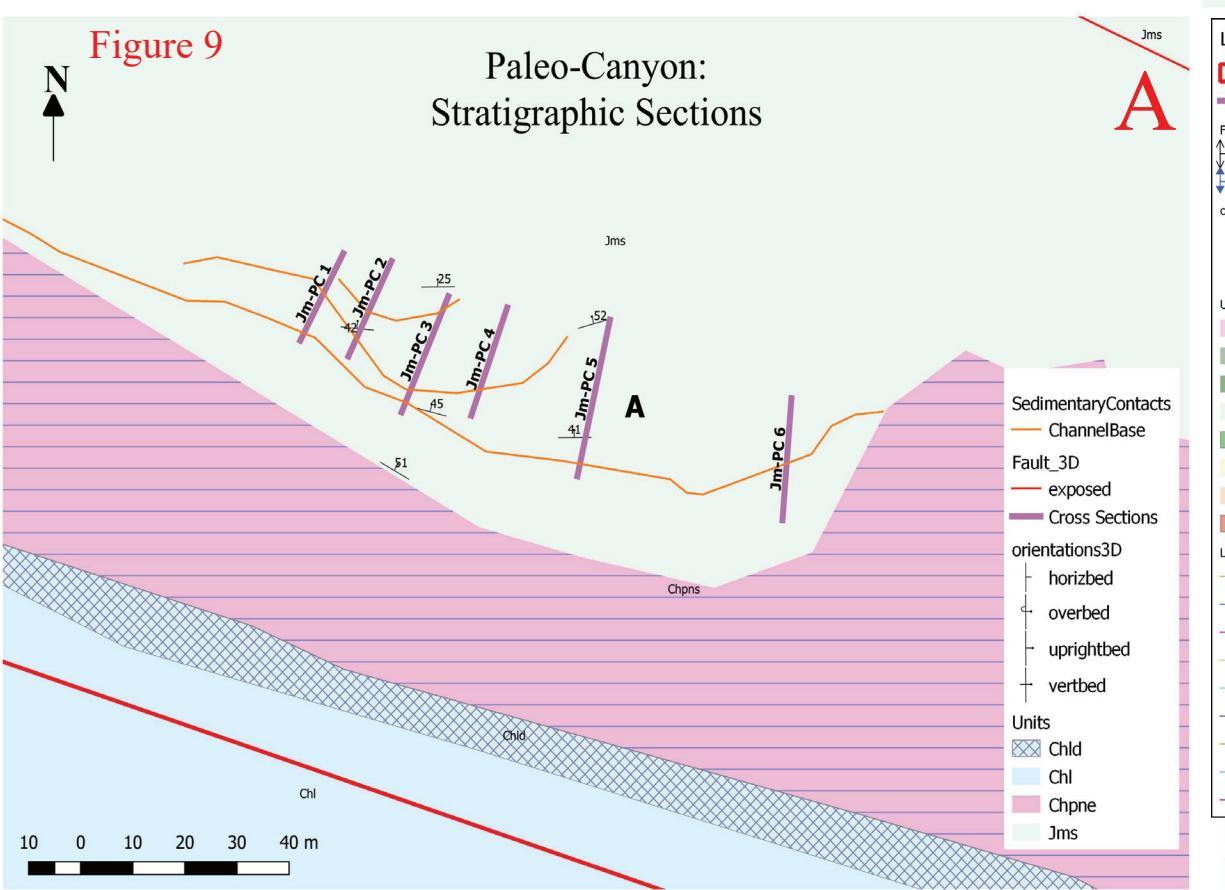 Figure 9
N
Paleo-Canyon:
Stratigraphic Sections
Jms
A
Jms
Jm-PC 1
Jm-PC 2
Jm-PC 3
Jm-PC 4
Jm-PC 5
Jm-PC 6
25
42
52
45
41
51
A
Chpns
Chld
Chl
10 0 10 20 30 40 m
SedimentaryContacts
ChannelBase
Fault_3D
exposed
Cross Sections
orientations3D
horizbed
overbed
uprightbed
vertbed
Units
Chld
Chl
Chpne
Jms